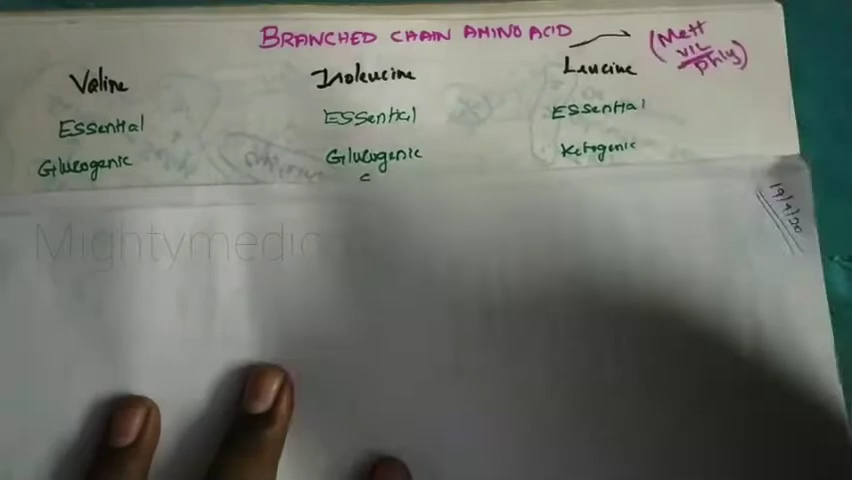 BRANCHED CHAIN AMINO ACID
(Mett
VIL
Phly)
Valine Isoleucine Leucine
Essential Essential Essential
Glucogenic Glucogenic Ketogenic
19/4/20
Mightymedic